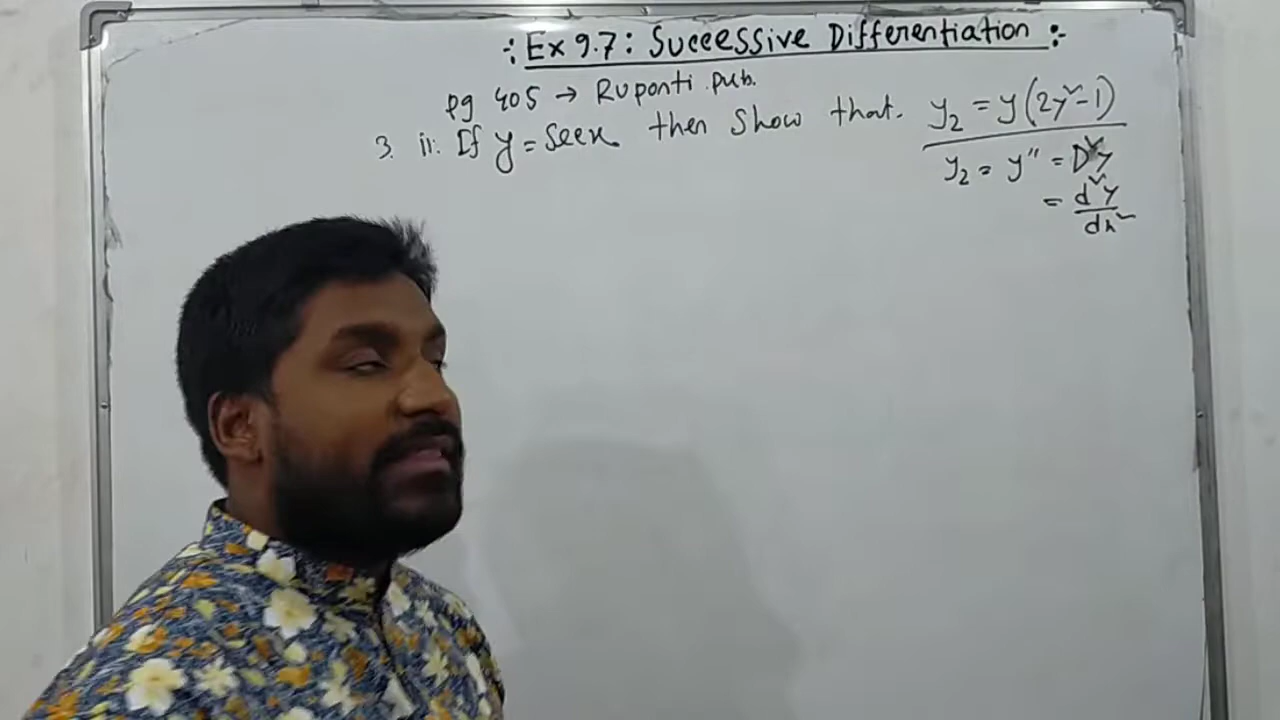 :Ex 9.7: Successive Differentiation:
pg 405 → Ruponti pub.
3. ii. If y = Secx then show that. y₂ = y(2y²-1)
y₂ = y" = D²y
= d²y/dx²